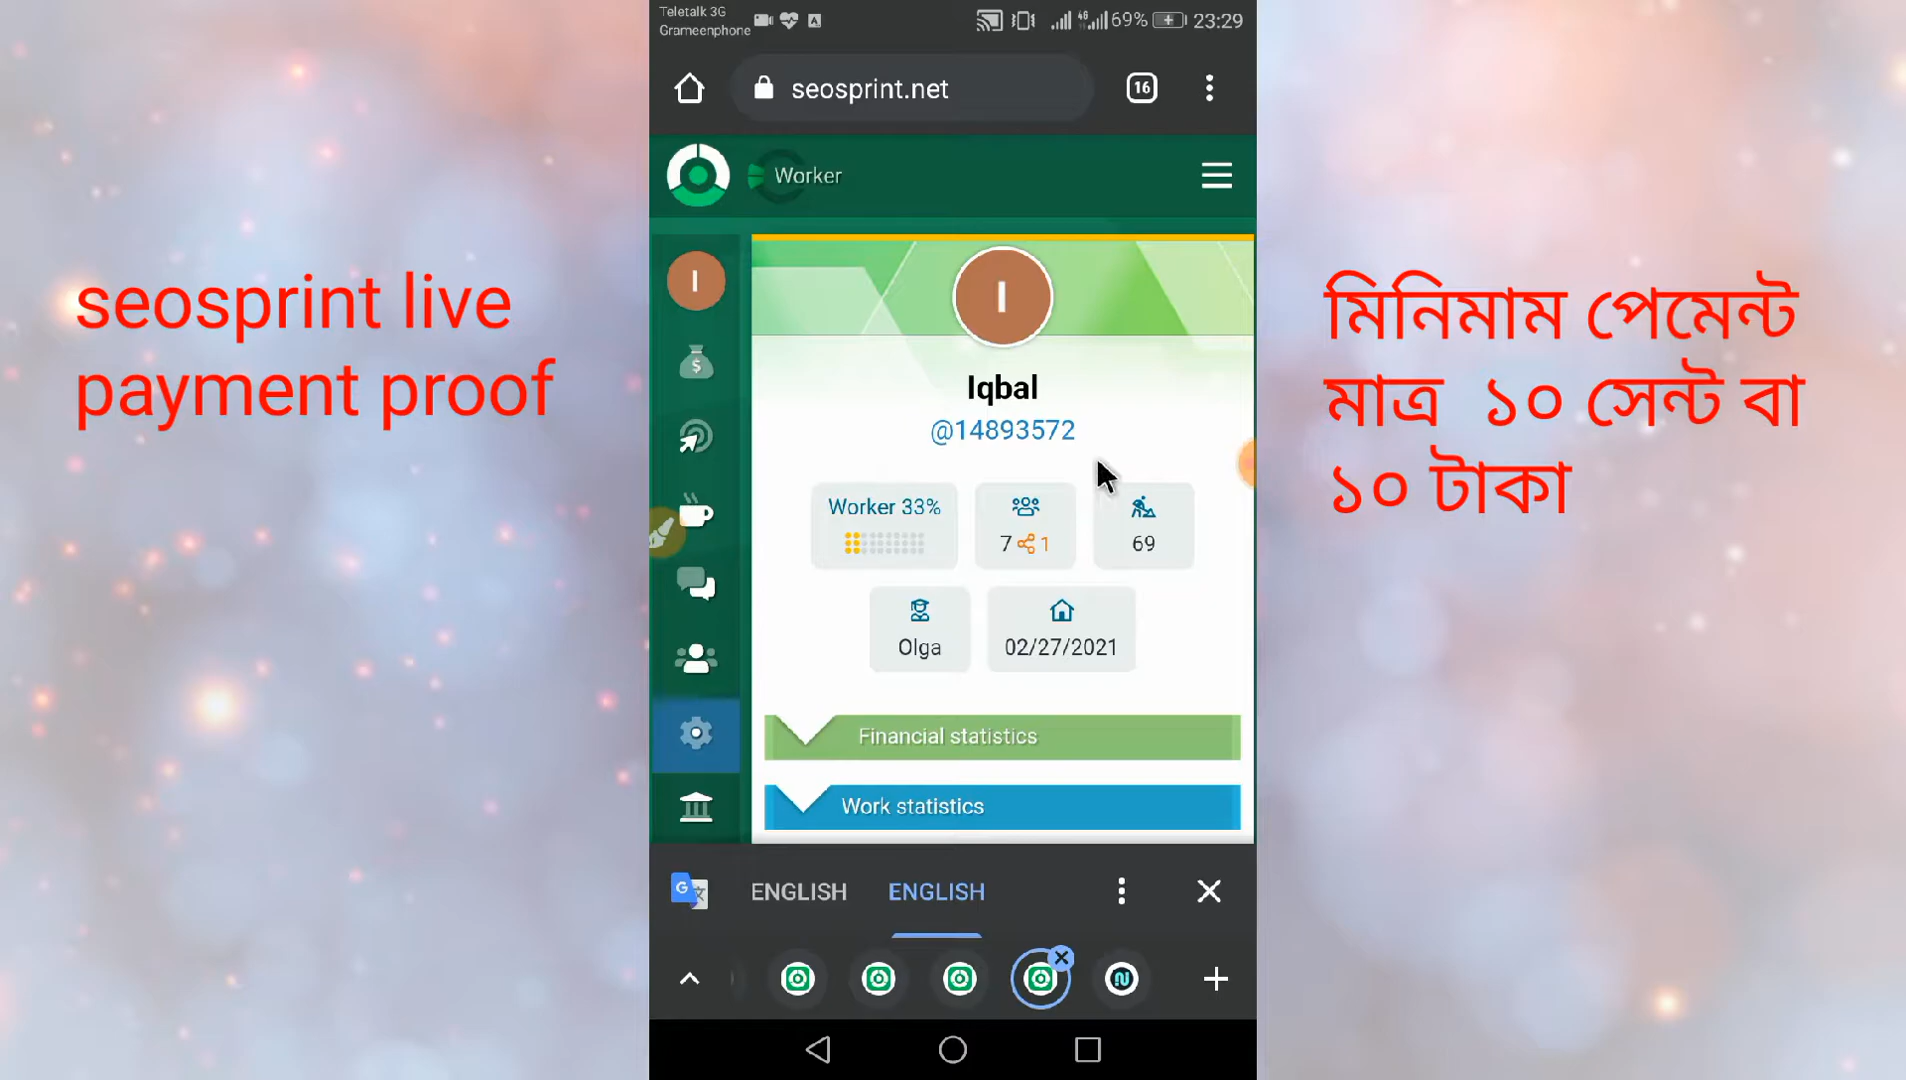 Teletalk 3G
Grameenphone
4G
69%
23:29
seosprint.net
16
Worker
I
I
Iqbal
@14893572
Worker 33%
7 1
69
Olga
02/27/2021
Financial statistics
Work statistics
ENGLISH
ENGLISH
seosprint live
payment proof
মিনিমাম পেমেন্ট
মাত্র ১০ সেন্ট বা
১০ টাকা